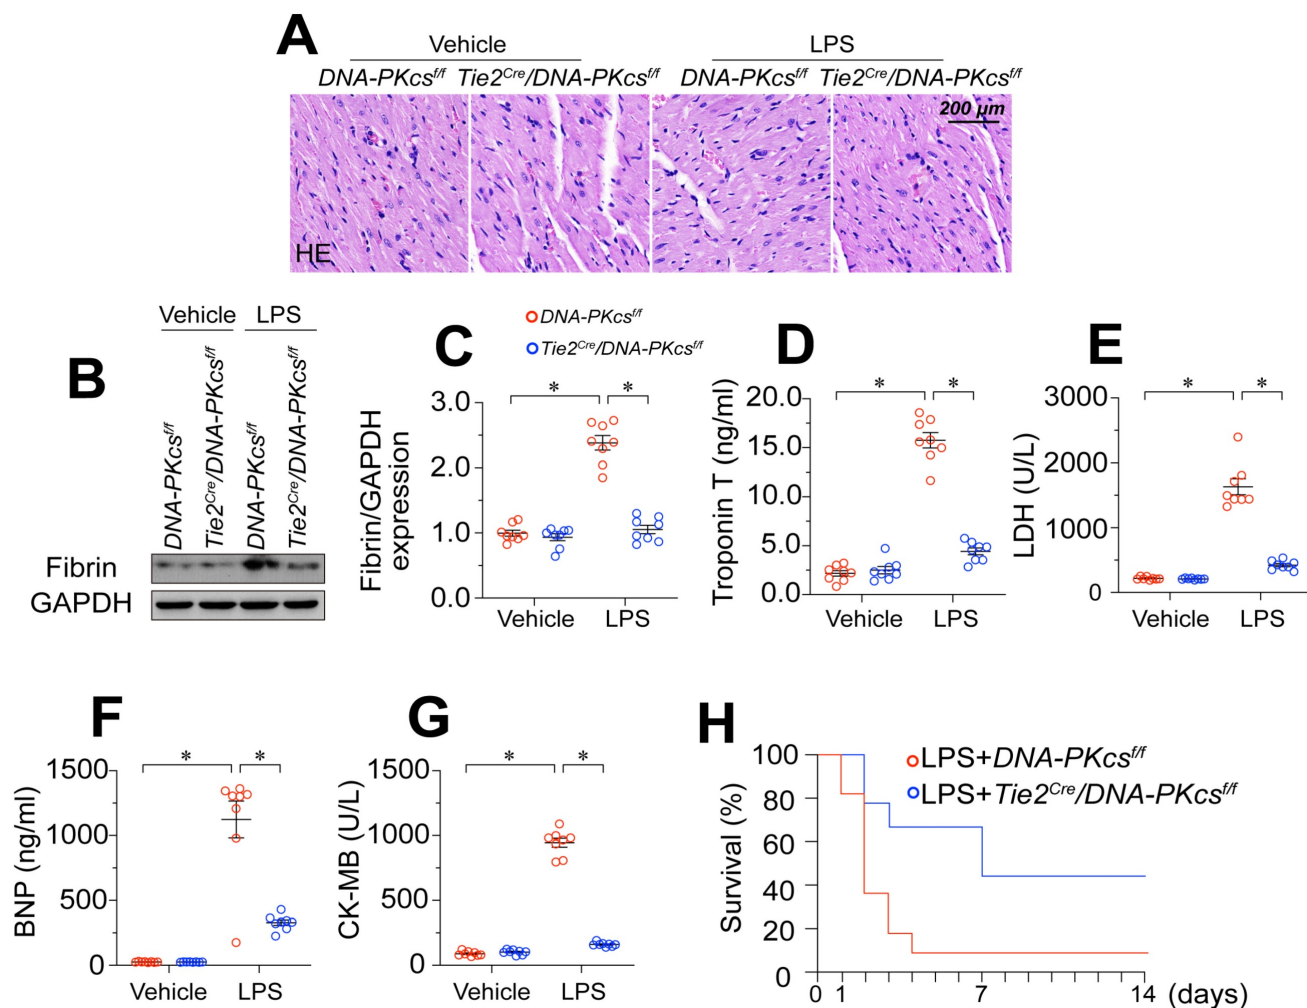 A
Vehicle LPS
DNA-PKcsf/f Tie2Cre/DNA-PKcsf/f DNA-PKcsf/f Tie2Cre/DNA-PKcsf/f
200 µm
HE
B
Vehicle LPS
DNA-PKcsf/f
Tie2Cre/DNA-PKcsf/f
DNA-PKcsf/f
Tie2Cre/DNA-PKcsf/f
Fibrin
GAPDH
DNA-PKcsf/f
Tie2Cre/DNA-PKcsf/f
C
Fibrin/GAPDH
expression
3.0
2.0
1.0
0.0
* *
Vehicle LPS
D
Troponin T (ng/ml)
20.0
15.0
10.0
5.0
0.0
* *
Vehicle LPS
E
LDH (U/L)
3000
2000
1000
0
* *
Vehicle LPS
F
BNP (ng/ml)
1500
1000
500
0
* *
Vehicle LPS
G
CK-MB (U/L)
1500
1000
500
0
* *
Vehicle LPS
H
Survival (%)
100
80
60
40
20
0
LPS+DNA-PKcsf/f
LPS+Tie2Cre/DNA-PKcsf/f
0 1 7 14 (days)